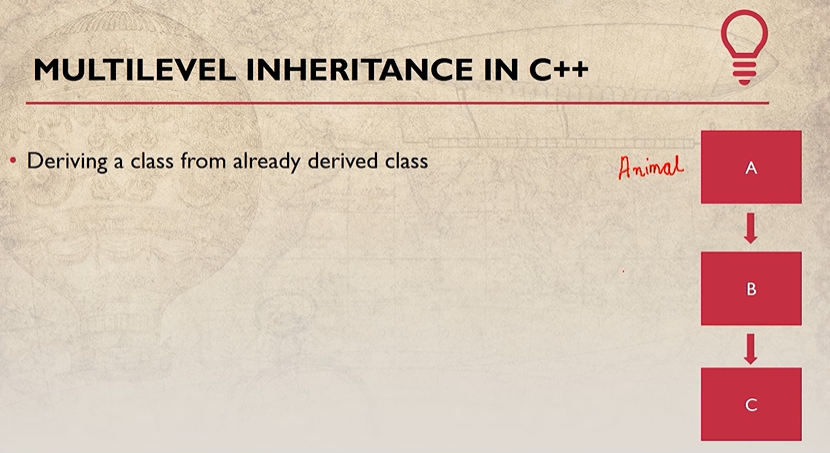 MULTILEVEL INHERITANCE IN C++
• Deriving a class from already derived class
Animal
A
B
C